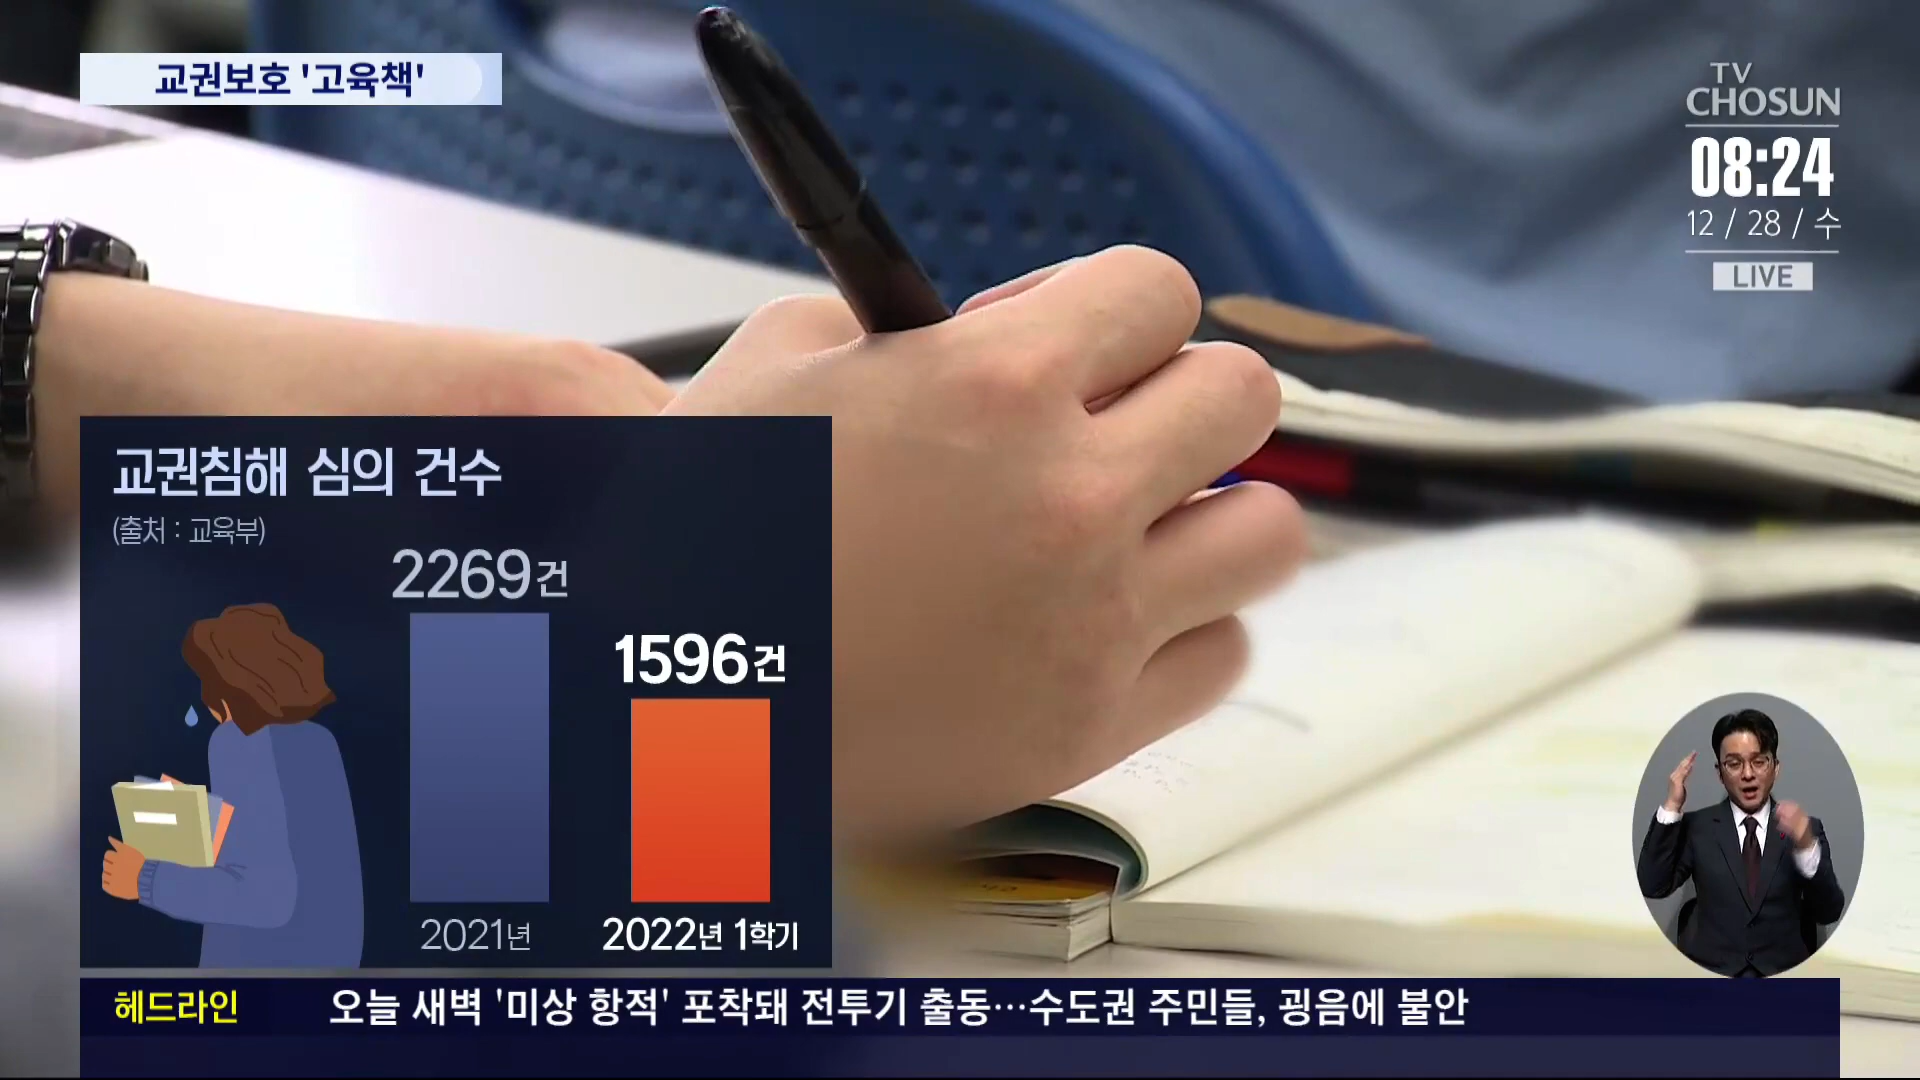 교권보호 '고육책'
TV
CHOSUN
08:24
12 / 28 / 수
LIVE
교권침해 심의 건수
(출처 : 교육부)
2269건
1596건
2021년
2022년 1학기
헤드라인 오늘 새벽 '미상 항적' 포착돼 전투기 출동…수도권 주민들, 굉음에 불안